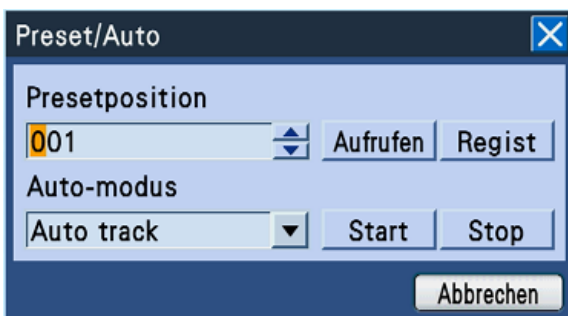 Preset/Auto
Presetposition
001 Aufrufen Regist
Auto-modus
Auto track Start Stop
Abbrechen